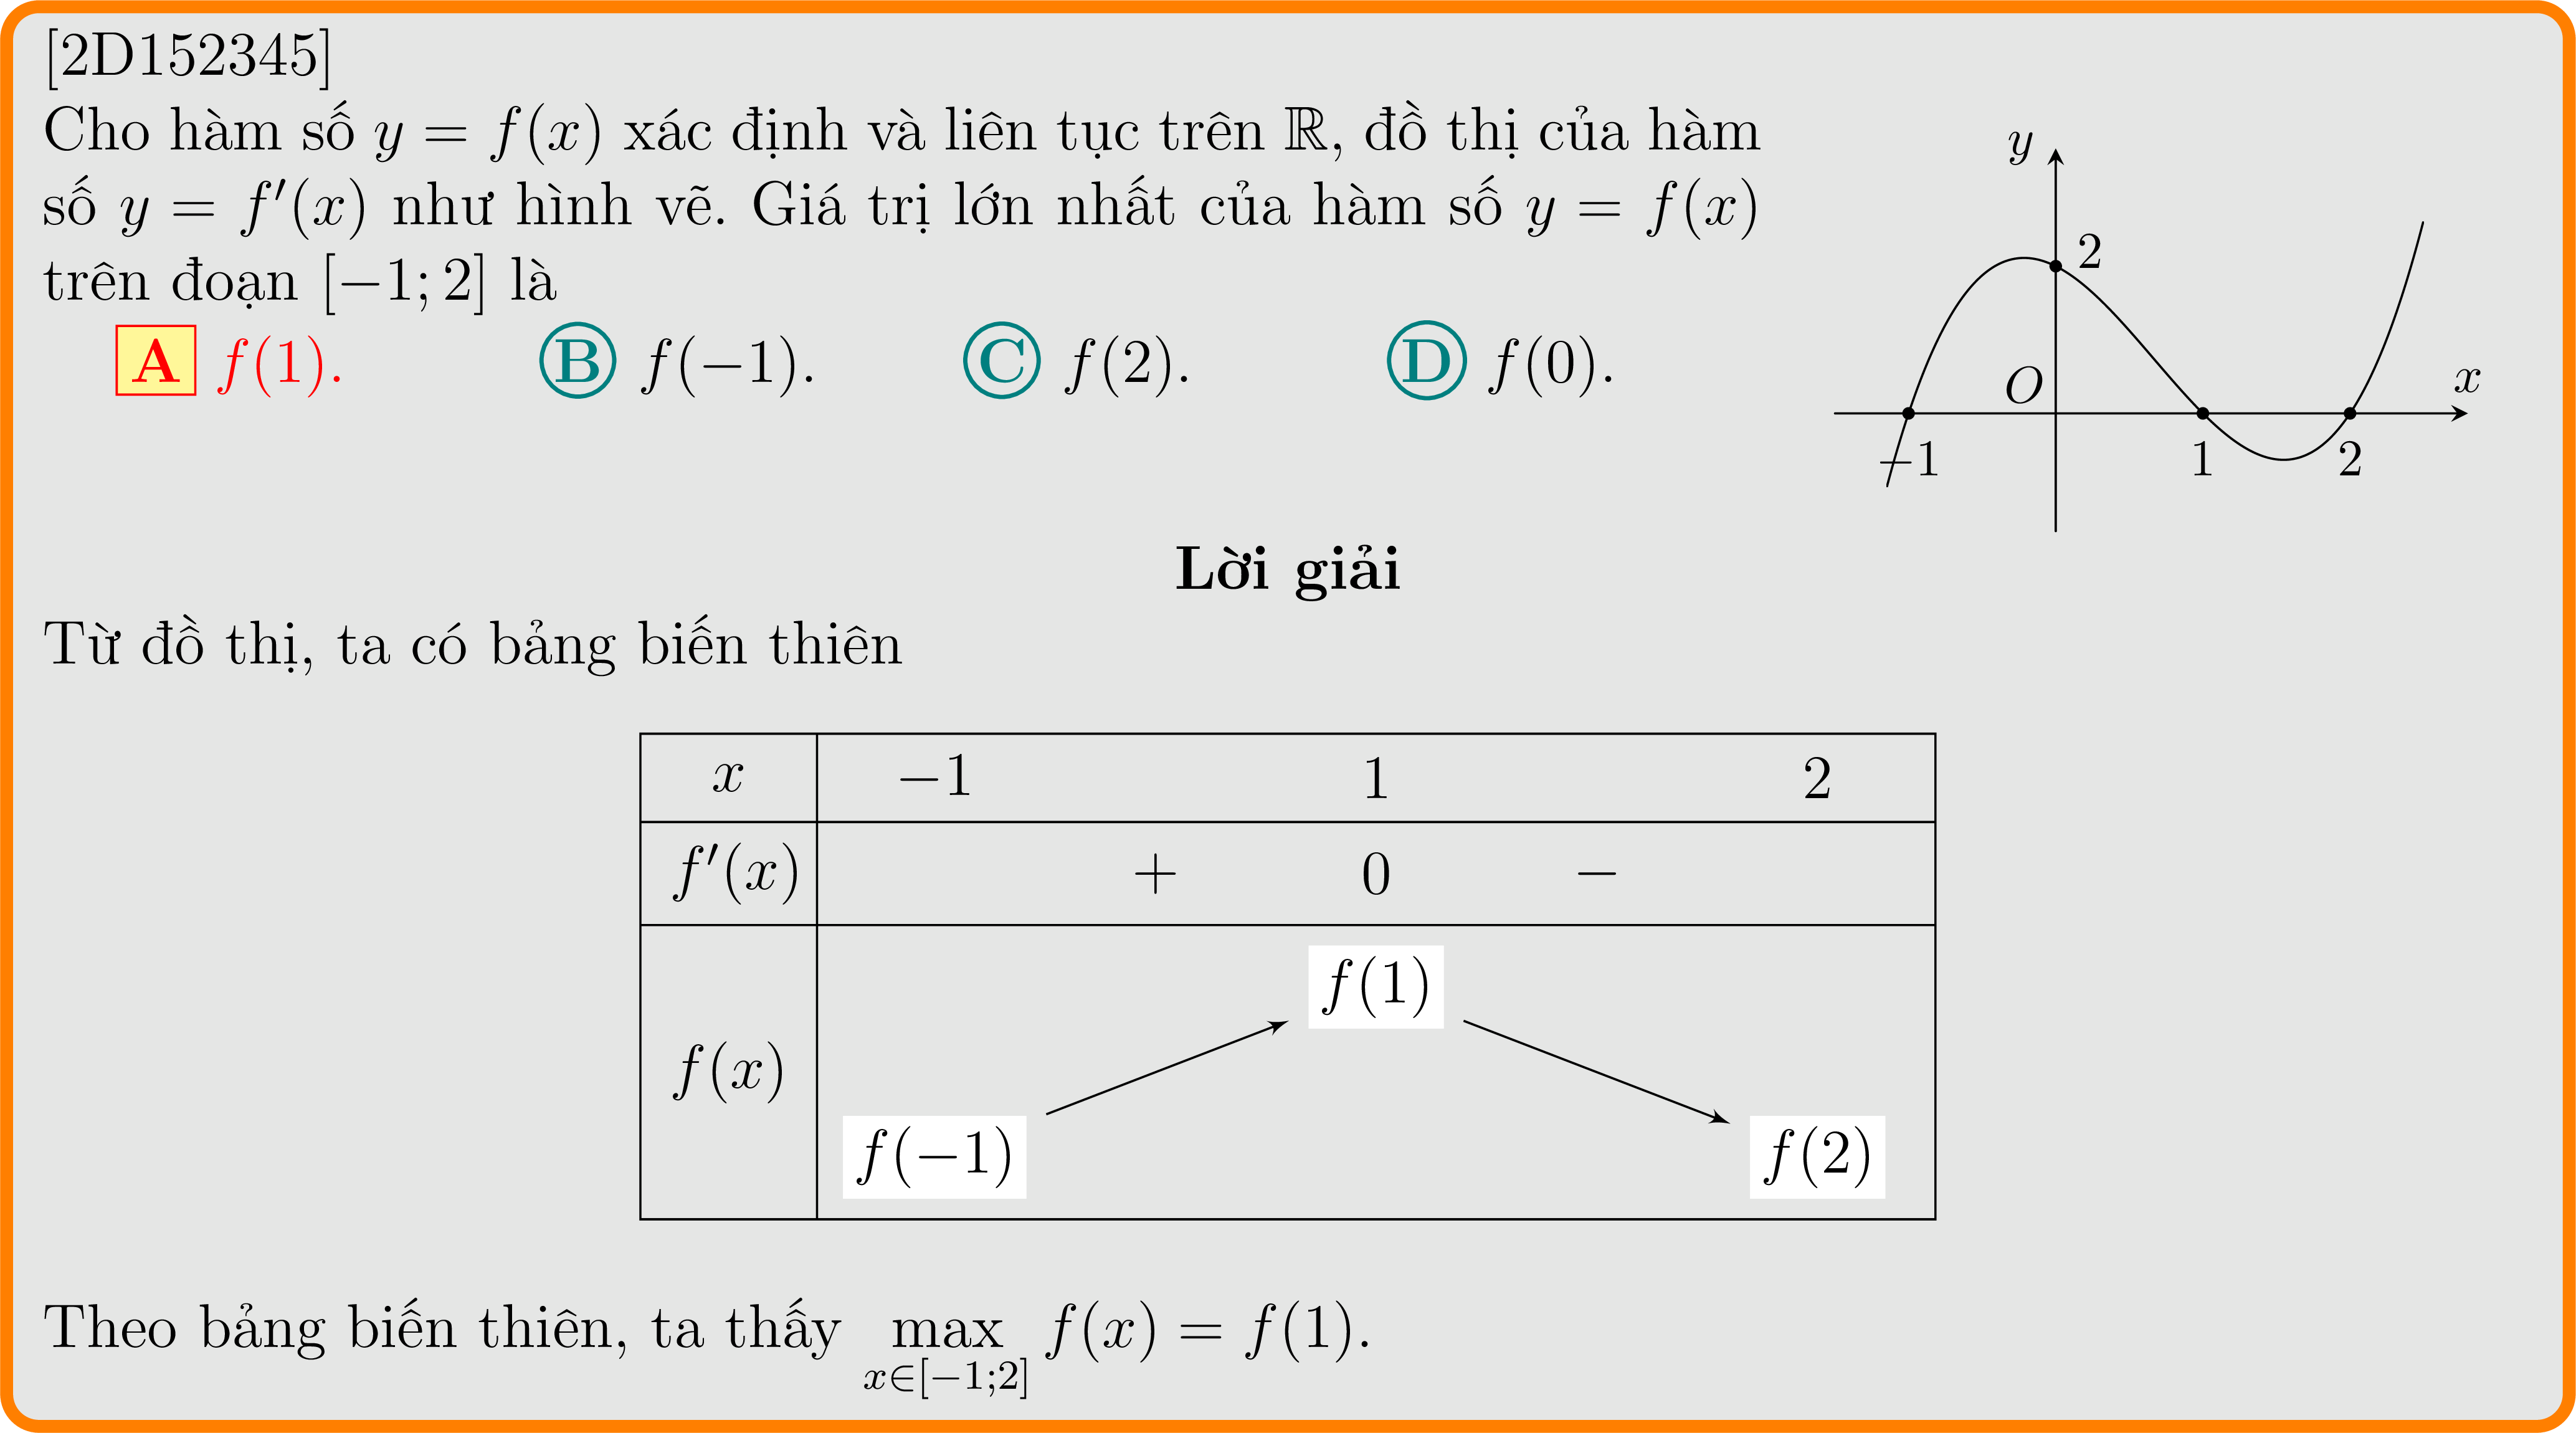 [2D152345]
Cho hàm số y = f(x) xác định và liên tục trên ℝ, đồ thị của hàm
số y = f′(x) như hình vẽ. Giá trị lớn nhất của hàm số y = f(x)
trên đoạn [−1; 2] là
A f(1). B f(−1). C f(2). D f(0).
y
2
O
x
−1 1 2
Lời giải
Từ đồ thị, ta có bảng biến thiên
x −1 1 2
f′(x) + 0 −
f(1)
f(x)
f(−1) f(2)
Theo bảng biến thiên, ta thấy max f(x) = f(1).
x∈[−1;2]